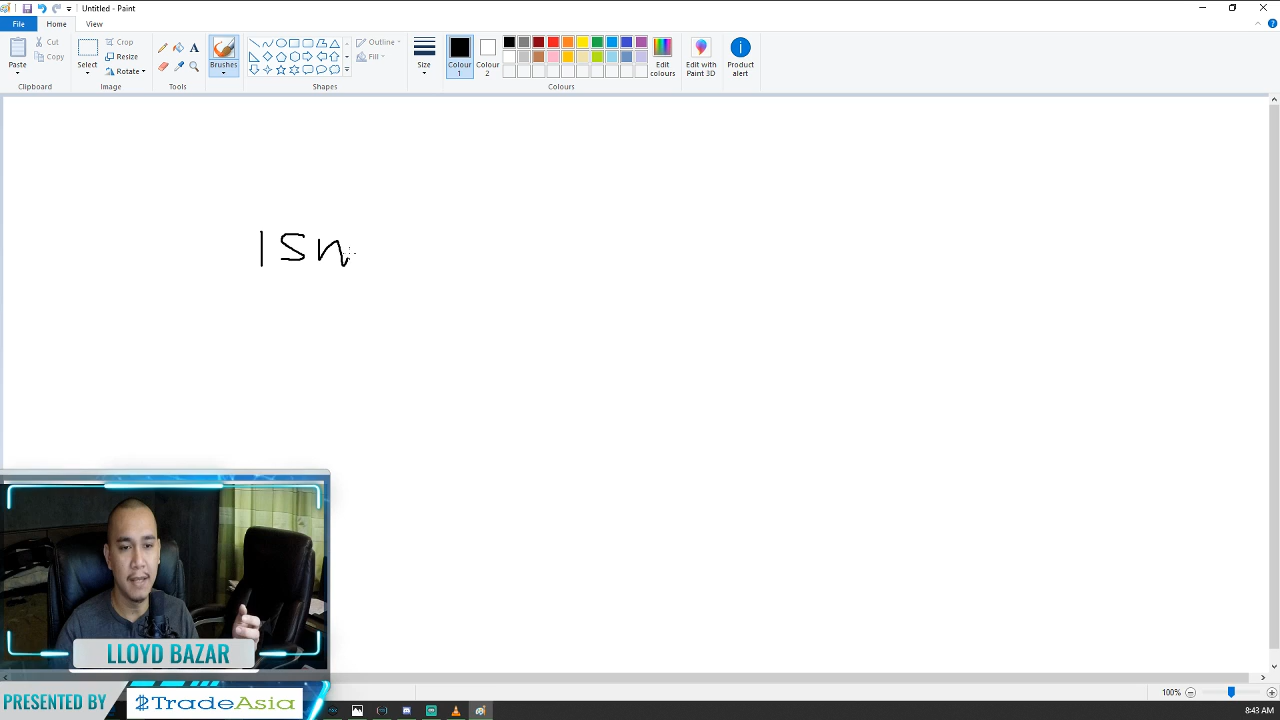 Untitled - Paint
File
Home
View
Paste
Cut
Copy
Clipboard
Select
Crop
Resize
Rotate
Image
A
Tools
Brushes
Outline
Fill
Shapes
Size
Colour 1
Colour 2
Edit colours
Colours
Edit with Paint 3D
Product alert
ISN
LLOYD BAZAR
PRESENTED BY
$TradeAsia
100%
8:43 AM